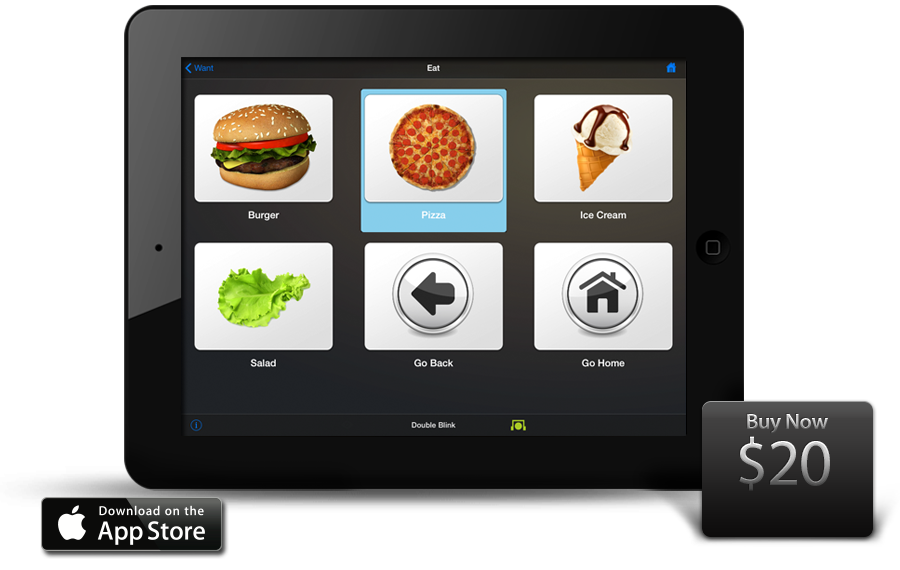 Want
Eat
Burger
Pizza
Ice Cream
Salad
Go Back
Go Home
Double Blink
Buy Now
$20
Download on the
App Store